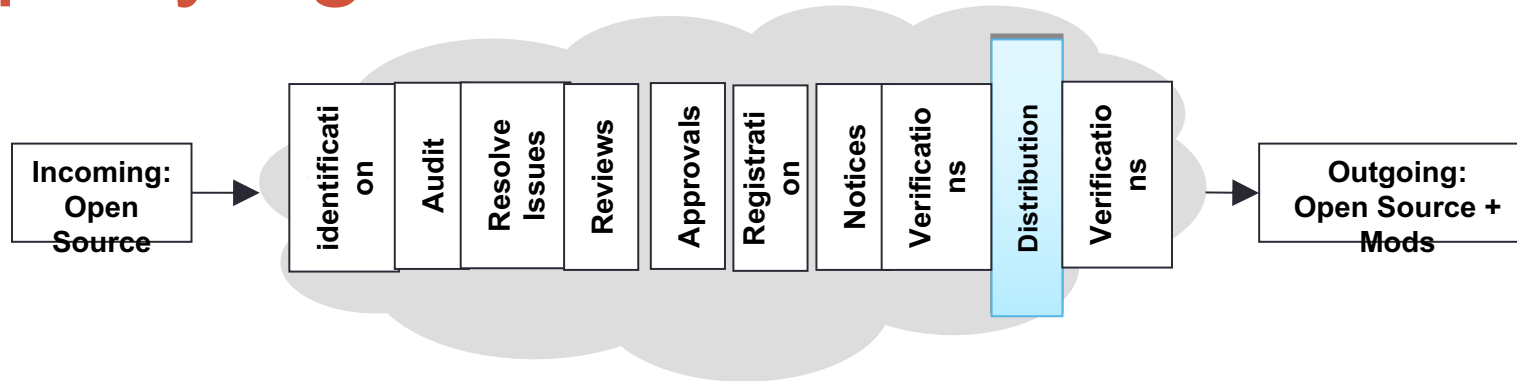 Incoming:
Open
Source
identificati
on
Audit
Resolve
Issues
Reviews
Approvals
Registrati
on
Notices
Verificatio
ns
Distribution
Verificatio
ns
Outgoing:
Open Source +
Mods